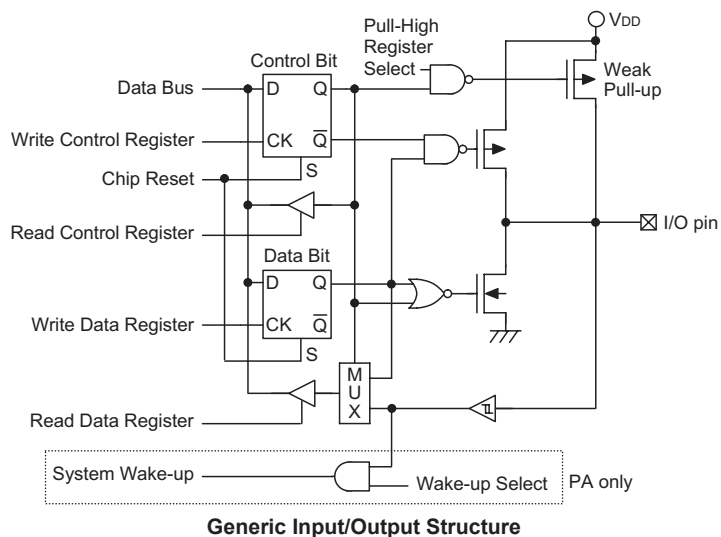 VDD
Pull-High
Register
Select
Control Bit
Weak
Pull-up
Data Bus
D
Q
Write Control Register
CK
Q
S
Chip Reset
I/O pin
Read Control Register
Data Bit
D
Q
Write Data Register
CK
Q
S
M
U
X
Read Data Register
System Wake-up
Wake-up Select
PA only
Generic Input/Output Structure